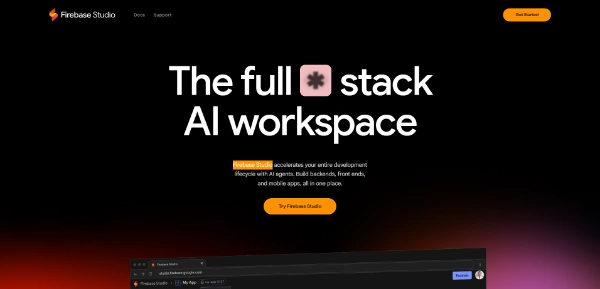 Firebase Studio
Docs
Support
Get Started
The full * stack
AI workspace
Firebase Studio accelerates your entire development
lifecycle with AI agents. Build backends, front ends,
and mobile apps, all in one place.
Try Firebase Studio
Firebase Studio
studio.firebase.google.com
Firebase Studio
My App